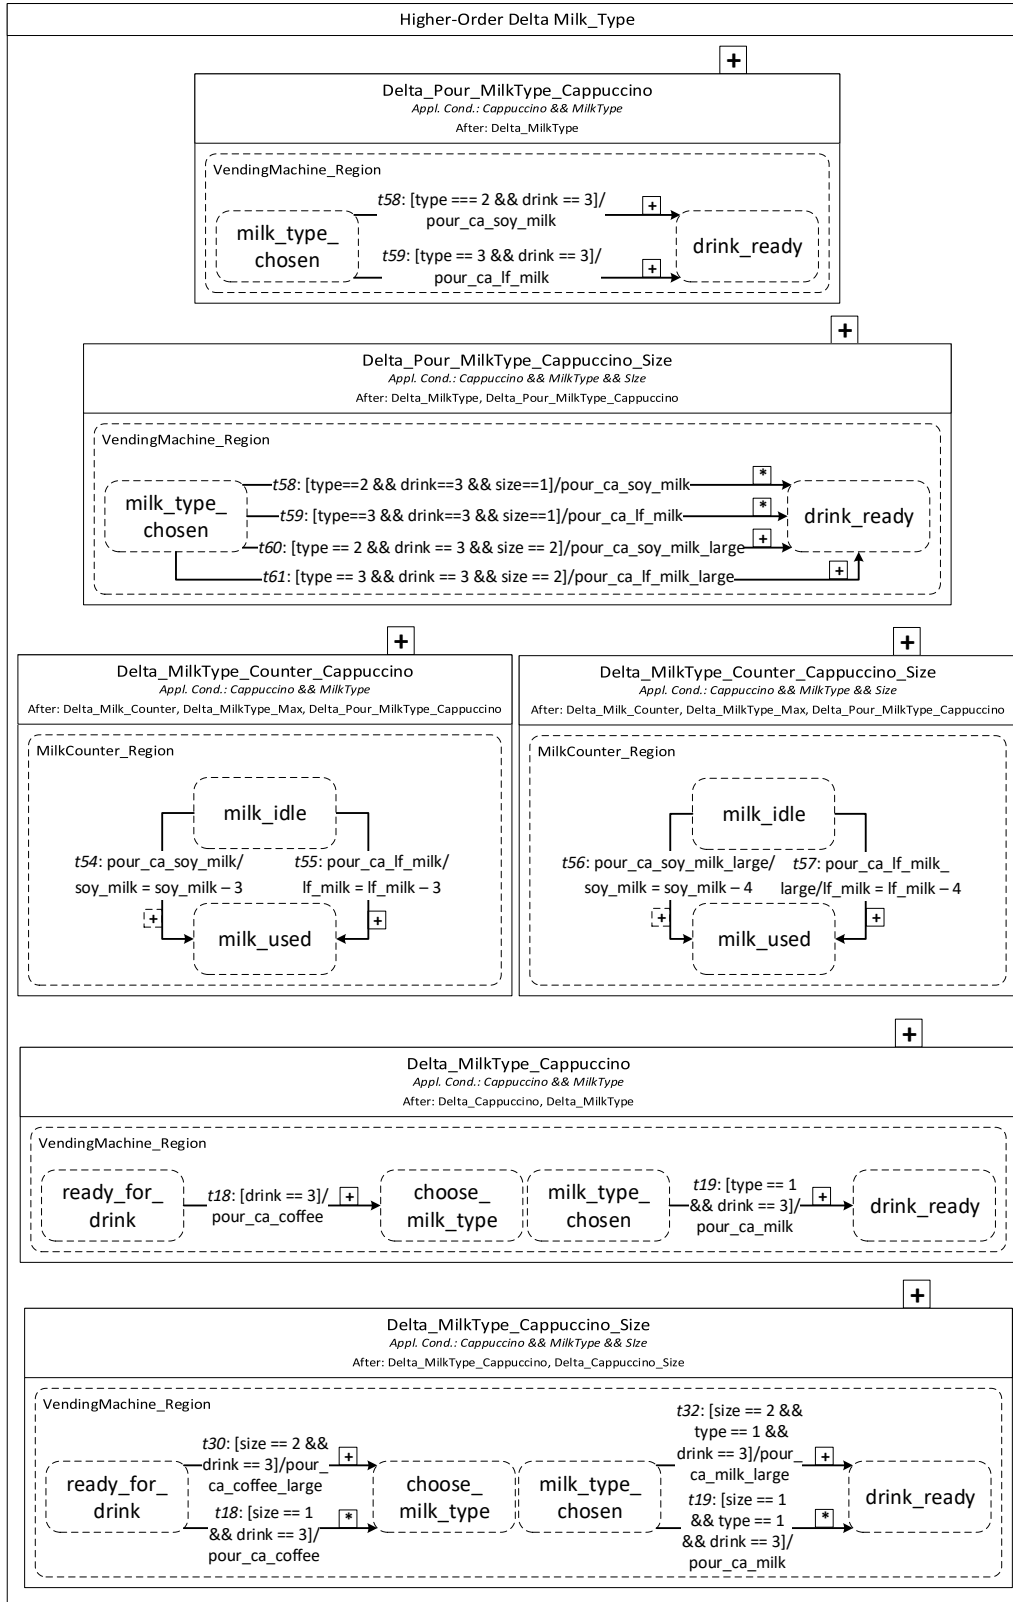 Higher-Order Delta Milk_Type
+
Delta_Pour_MilkType_Cappuccino
Appl. Cond.: Cappuccino && MilkType
After: Delta_MilkType
VendingMachine_Region
t58: [type === 2 && drink == 3]/
pour_ca_soy_milk
+
milk_type_
chosen
drink_ready
t59: [type == 3 && drink == 3]/
pour_ca_lf_milk
+
+
Delta_Pour_MilkType_Cappuccino_Size
Appl. Cond.: Cappuccino && MilkType && SIze
After: Delta_MilkType, Delta_Pour_MilkType_Cappuccino
VendingMachine_Region
milk_type_
chosen
t58: [type==2 && drink==3 && size==1]/pour_ca_soy_milk
*
t59: [type==3 && drink==3 && size==1]/pour_ca_lf_milk
*
t60: [type == 2 && drink == 3 && size == 2]/pour_ca_soy_milk_large
+
t61: [type == 3 && drink == 3 && size == 2]/pour_ca_lf_milk_large
+
drink_ready
+
Delta_MilkType_Counter_Cappuccino
Appl. Cond.: Cappuccino && MilkType
After: Delta_Milk_Counter, Delta_MilkType_Max, Delta_Pour_MilkType_Cappuccino
MilkCounter_Region
milk_idle
t54: pour_ca_soy_milk/
soy_milk = soy_milk – 3
+
t55: pour_ca_lf_milk/
lf_milk = lf_milk – 3
+
milk_used
+
Delta_MilkType_Counter_Cappuccino_Size
Appl. Cond.: Cappuccino && MilkType && Size
After: Delta_Milk_Counter, Delta_MilkType_Max, Delta_Pour_MilkType_Cappuccino
MilkCounter_Region
milk_idle
t56: pour_ca_soy_milk_large/
soy_milk = soy_milk – 4
+
t57: pour_ca_lf_milk_
large/lf_milk = lf_milk – 4
+
milk_used
+
Delta_MilkType_Cappuccino
Appl. Cond.: Cappuccino && MilkType
After: Delta_Cappuccino, Delta_MilkType
VendingMachine_Region
ready_for_
drink
t18: [drink == 3]/
pour_ca_coffee
+
choose_
milk_type
milk_type_
chosen
t19: [type == 1
&& drink == 3]/
pour_ca_milk
+
drink_ready
+
Delta_MilkType_Cappuccino_Size
Appl. Cond.: Cappuccino && MilkType && SIze
After: Delta_MilkType_Cappuccino, Delta_Cappuccino_Size
VendingMachine_Region
ready_for_
drink
t30: [size == 2 &&
drink == 3]/pour_
ca_coffee_large
+
t18: [size == 1
&& drink == 3]/
pour_ca_coffee
*
choose_
milk_type
milk_type_
chosen
t32: [size == 2 &&
type == 1 &&
drink == 3]/pour_
ca_milk_large
+
t19: [size == 1
&& type == 1
&& drink == 3]/
pour_ca_milk
*
drink_ready